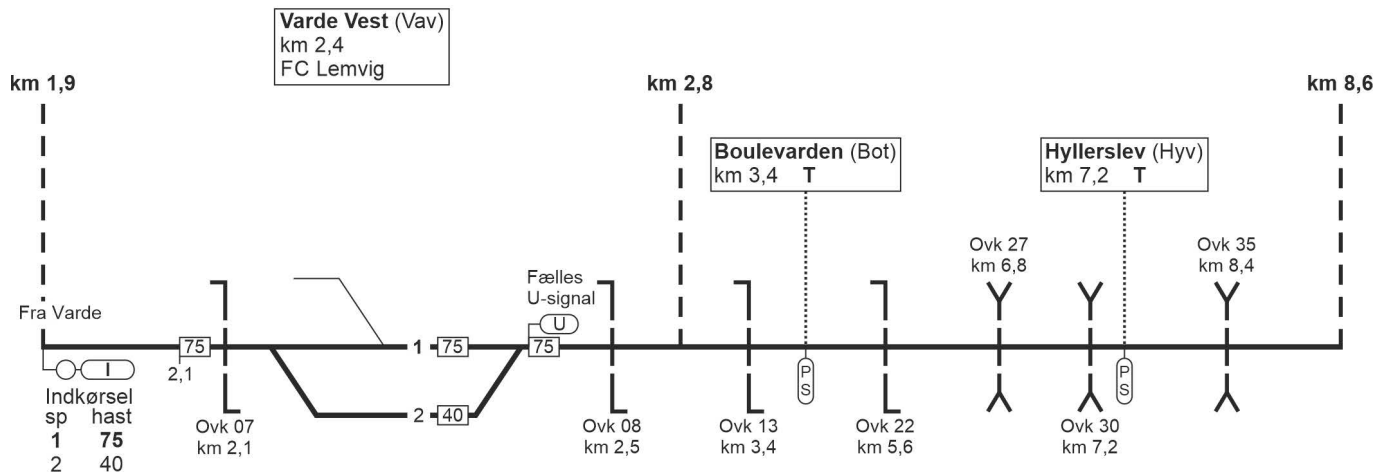 Varde Vest (Vav)
km 2,4
FC Lemvig
km 1,9
km 2,8
km 8,6
Boulevarden (Bot)
km 3,4 T
Hyllerslev (Hyv)
km 7,2 T
Ovk 27
km 6,8
Ovk 35
km 8,4
Fælles
U-signal
U
Fra Varde
75
1
75
75
I
2,1
P
S
P
S
Indkørsel
sp hast
1 75
2 40
2
40
Ovk 07
km 2,1
Ovk 08
km 2,5
Ovk 13
km 3,4
Ovk 22
km 5,6
Ovk 30
km 7,2